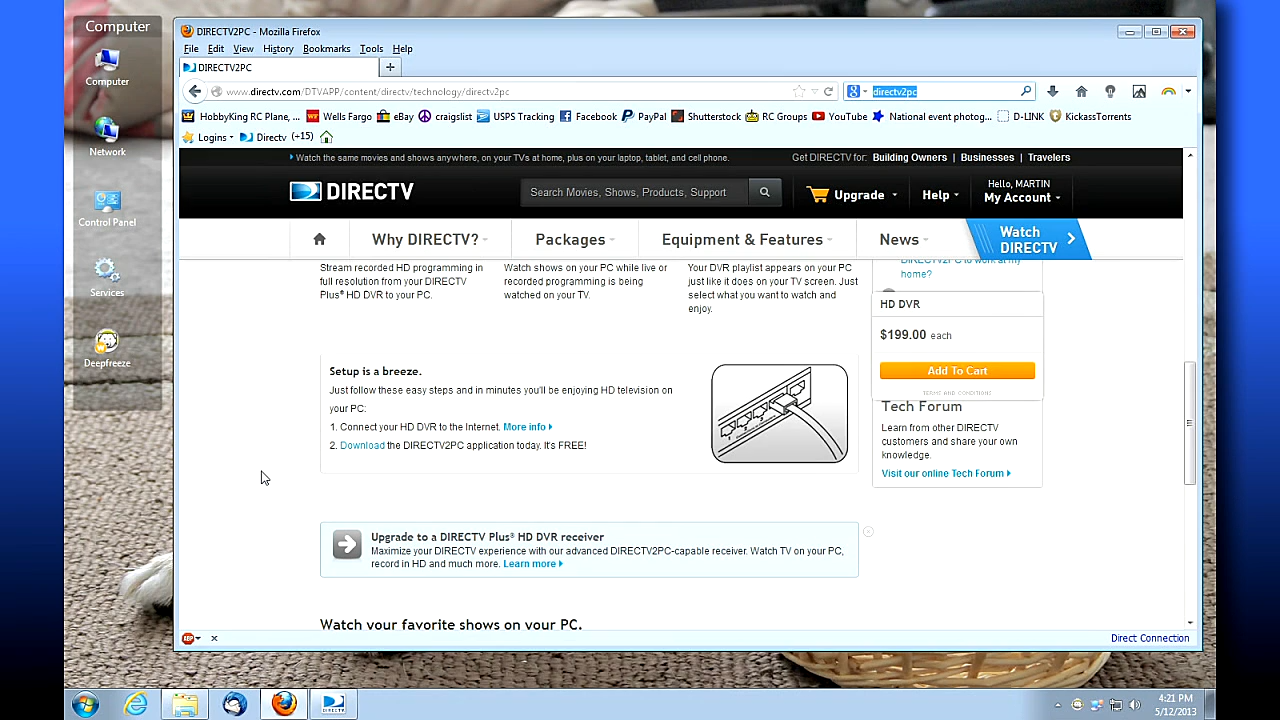 Computer
Computer
Network
Control Panel
Services
Deepfreeze
DIRECTV2PC - Mozilla Firefox
File Edit View History Bookmarks Tools Help
DIRECTV2PC +
www.directv.com/DTVAPP/content/directv/technology/directv2pc
directv2pc
HobbyKing RC Plane, ... Wells Fargo eBay craigslist USPS Tracking Facebook PayPal Shutterstock RC Groups YouTube National event photog... D-LINK KickassTorrents
Logins Directv (+15)
Watch the same movies and shows anywhere, on your TVs at home, plus on your laptop, tablet, and cell phone.
Get DIRECTV for: Building Owners | Businesses | Travelers
DIRECTV
Search Movies, Shows, Products, Support
Upgrade
Help
Hello, MARTIN
My Account
Why DIRECTV?
Packages
Equipment & Features
News
Watch
DIRECTV
Stream recorded HD programming in
full resolution from your DIRECTV
Plus® HD DVR to your PC.
Watch shows on your PC while live or
recorded programming is being
watched on your TV.
Your DVR playlist appears on your PC
just like it does on your TV screen. Just
select what you want to watch and
enjoy.
DIRECTV2PC to work at my
home?
HD DVR
$199.00 each
Add To Cart
TERMS AND CONDITIONS
Setup is a breeze.
Just follow these easy steps and in minutes you'll be enjoying HD television on
your PC:
1. Connect your HD DVR to the Internet. More info
2. Download the DIRECTV2PC application today. It's FREE!
Tech Forum
Learn from other DIRECTV
customers and share your own
knowledge.
Visit our online Tech Forum
Upgrade to a DIRECTV Plus® HD DVR receiver
Maximize your DIRECTV experience with our advanced DIRECTV2PC-capable receiver. Watch TV on your PC,
record in HD and much more. Learn more
Watch your favorite shows on your PC.
ABP
Direct Connection
DIRECTV
4:21 PM
5/12/2013